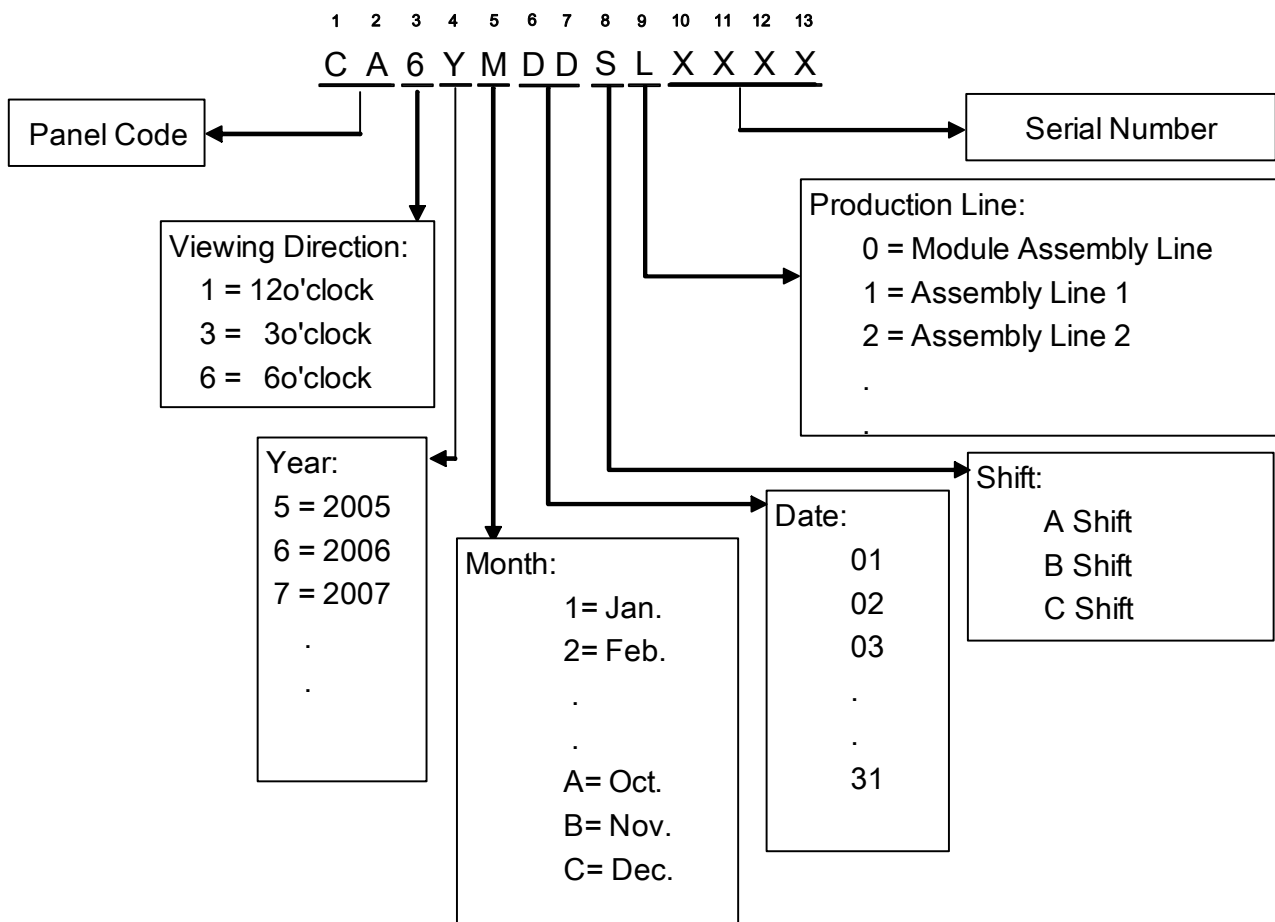 1 2 3 4 5 6 7 8 9 10 11 12 13
C A 6 Y M D D S L X X X X
Panel Code
Serial Number
Viewing Direction:
1 = 12o'clock
3 = 3o'clock
6 = 6o'clock
Production Line:
0 = Module Assembly Line
1 = Assembly Line 1
2 = Assembly Line 2
.
.
Year:
5 = 2005
6 = 2006
7 = 2007
.
.
Month:
1= Jan.
2= Feb.
.
.
A= Oct.
B= Nov.
C= Dec.
Date:
01
02
03
.
.
31
Shift:
A Shift
B Shift
C Shift